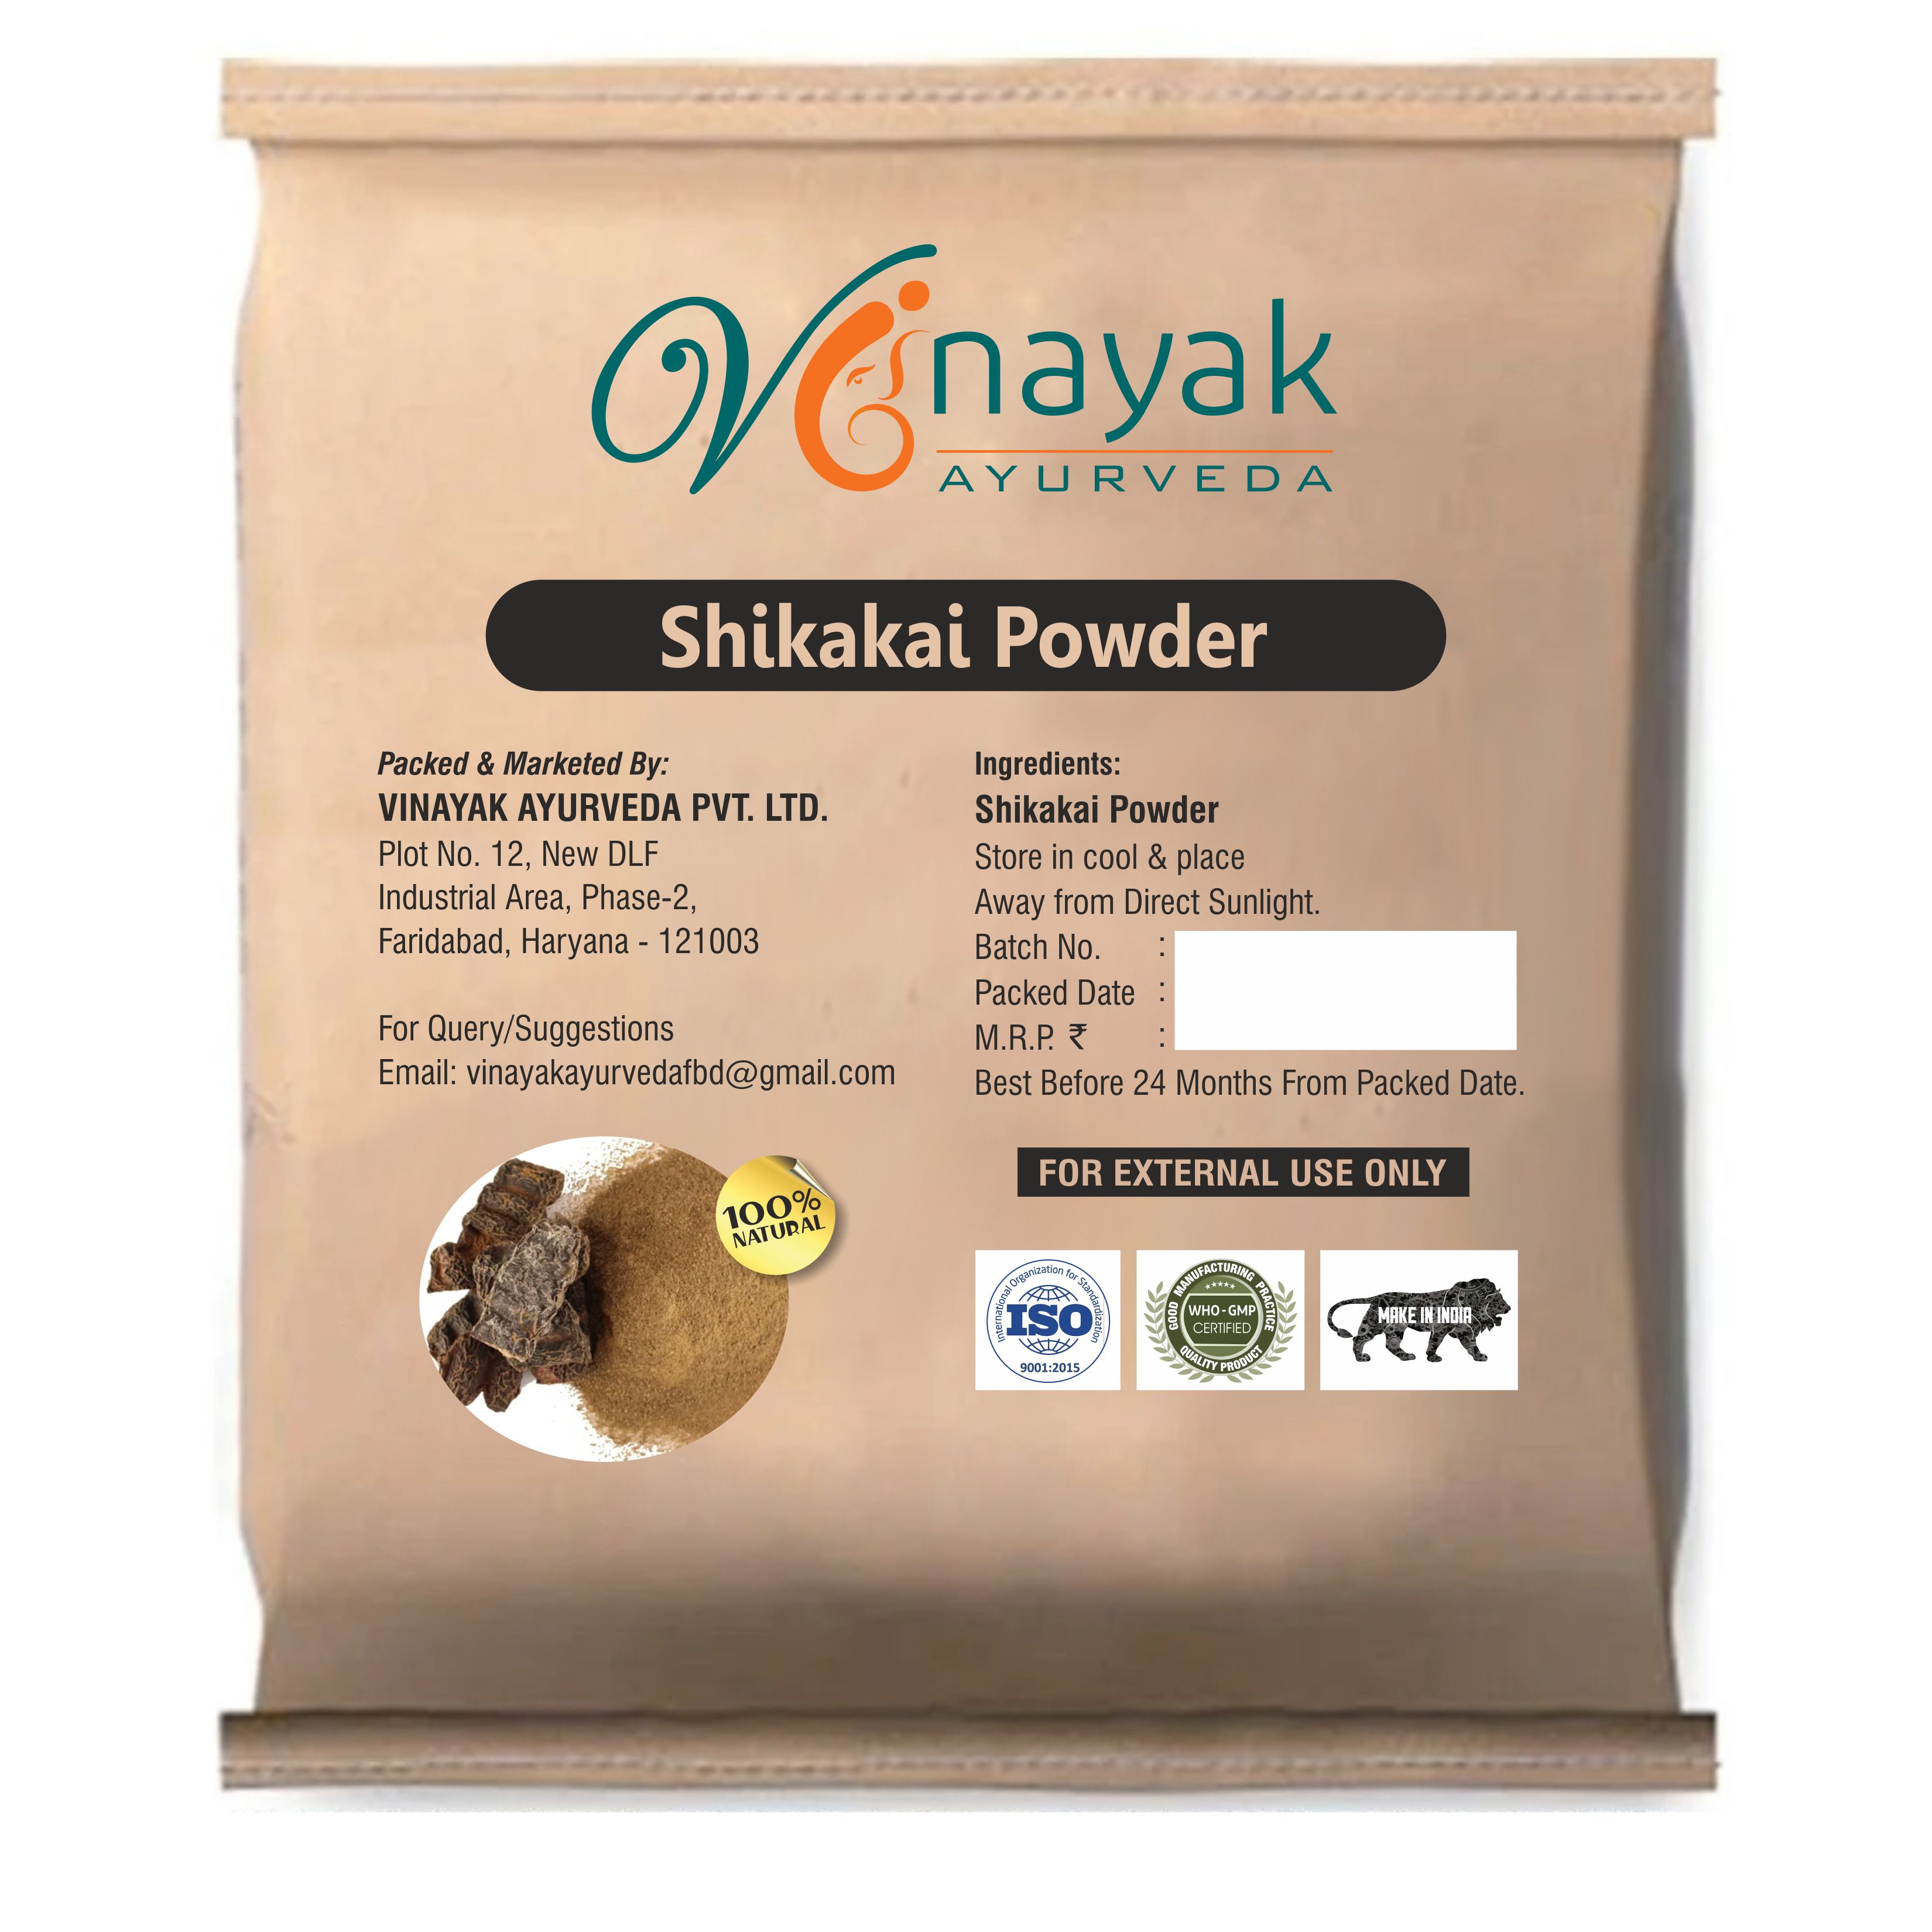 Vinayak
AYURVEDA
Shikakai Powder
Packed & Marketed By:
VINAYAK AYURVEDA PVT. LTD.
Plot No. 12, New DLF
Industrial Area, Phase-2,
Faridabad, Haryana - 121003
For Query/Suggestions
Email: vinayakayurvedafbd@gmail.com
Ingredients:
Shikakai Powder
Store in cool & place
Away from Direct Sunlight.
Batch No. :
Packed Date :
M.R.P. ₹ :
Best Before 24 Months From Packed Date.
100%
NATURAL
FOR EXTERNAL USE ONLY
International Organization for Standardization
ISO
9001:2015
GOOD MANUFACTURING PRACTICE
WHO-GMP
CERTIFIED
QUALITY PRODUCT
MAKE IN INDIA